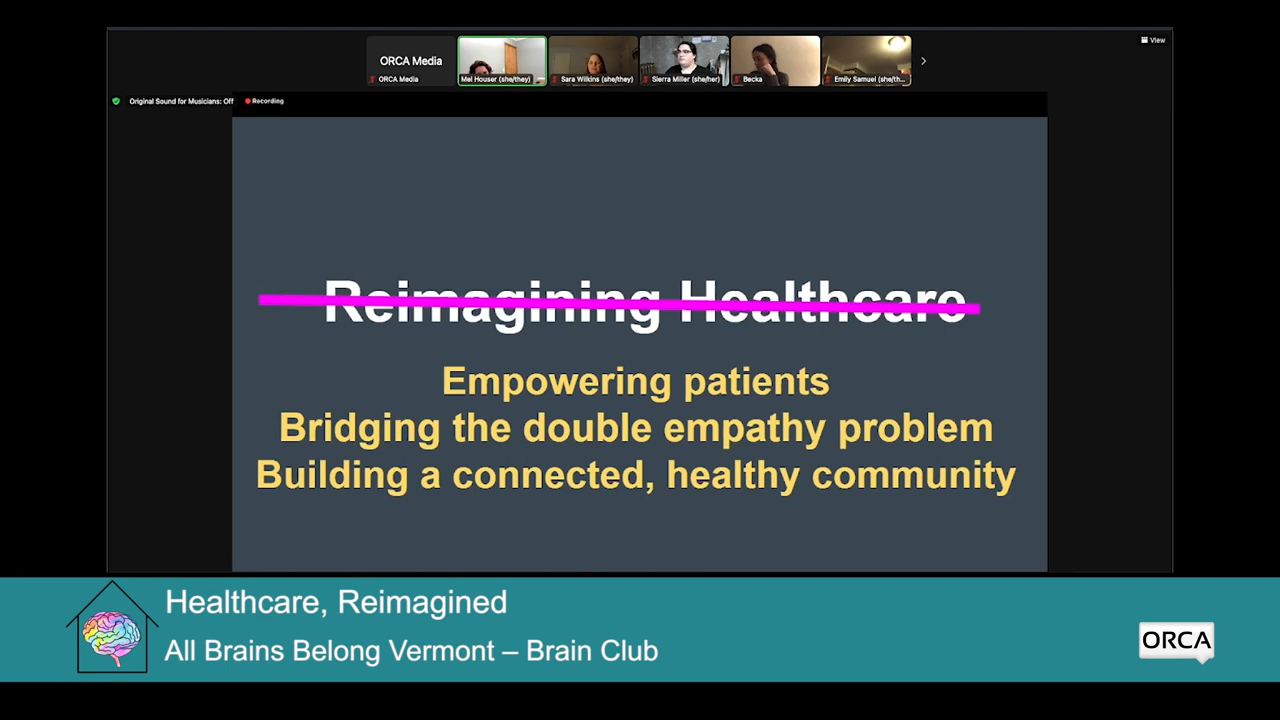 ORCA Media
ORCA Media
Mel Houser (she/they)
Sara Wilkins (she/they)
Sierra Miller (she/her)
Becka
Emily Samuel (she/th...
View
Original Sound for Musicians: Off
Recording
Reimagining Healthcare
Empowering patients
Bridging the double empathy problem
Building a connected, healthy community
Healthcare, Reimagined
All Brains Belong Vermont – Brain Club
ORCA